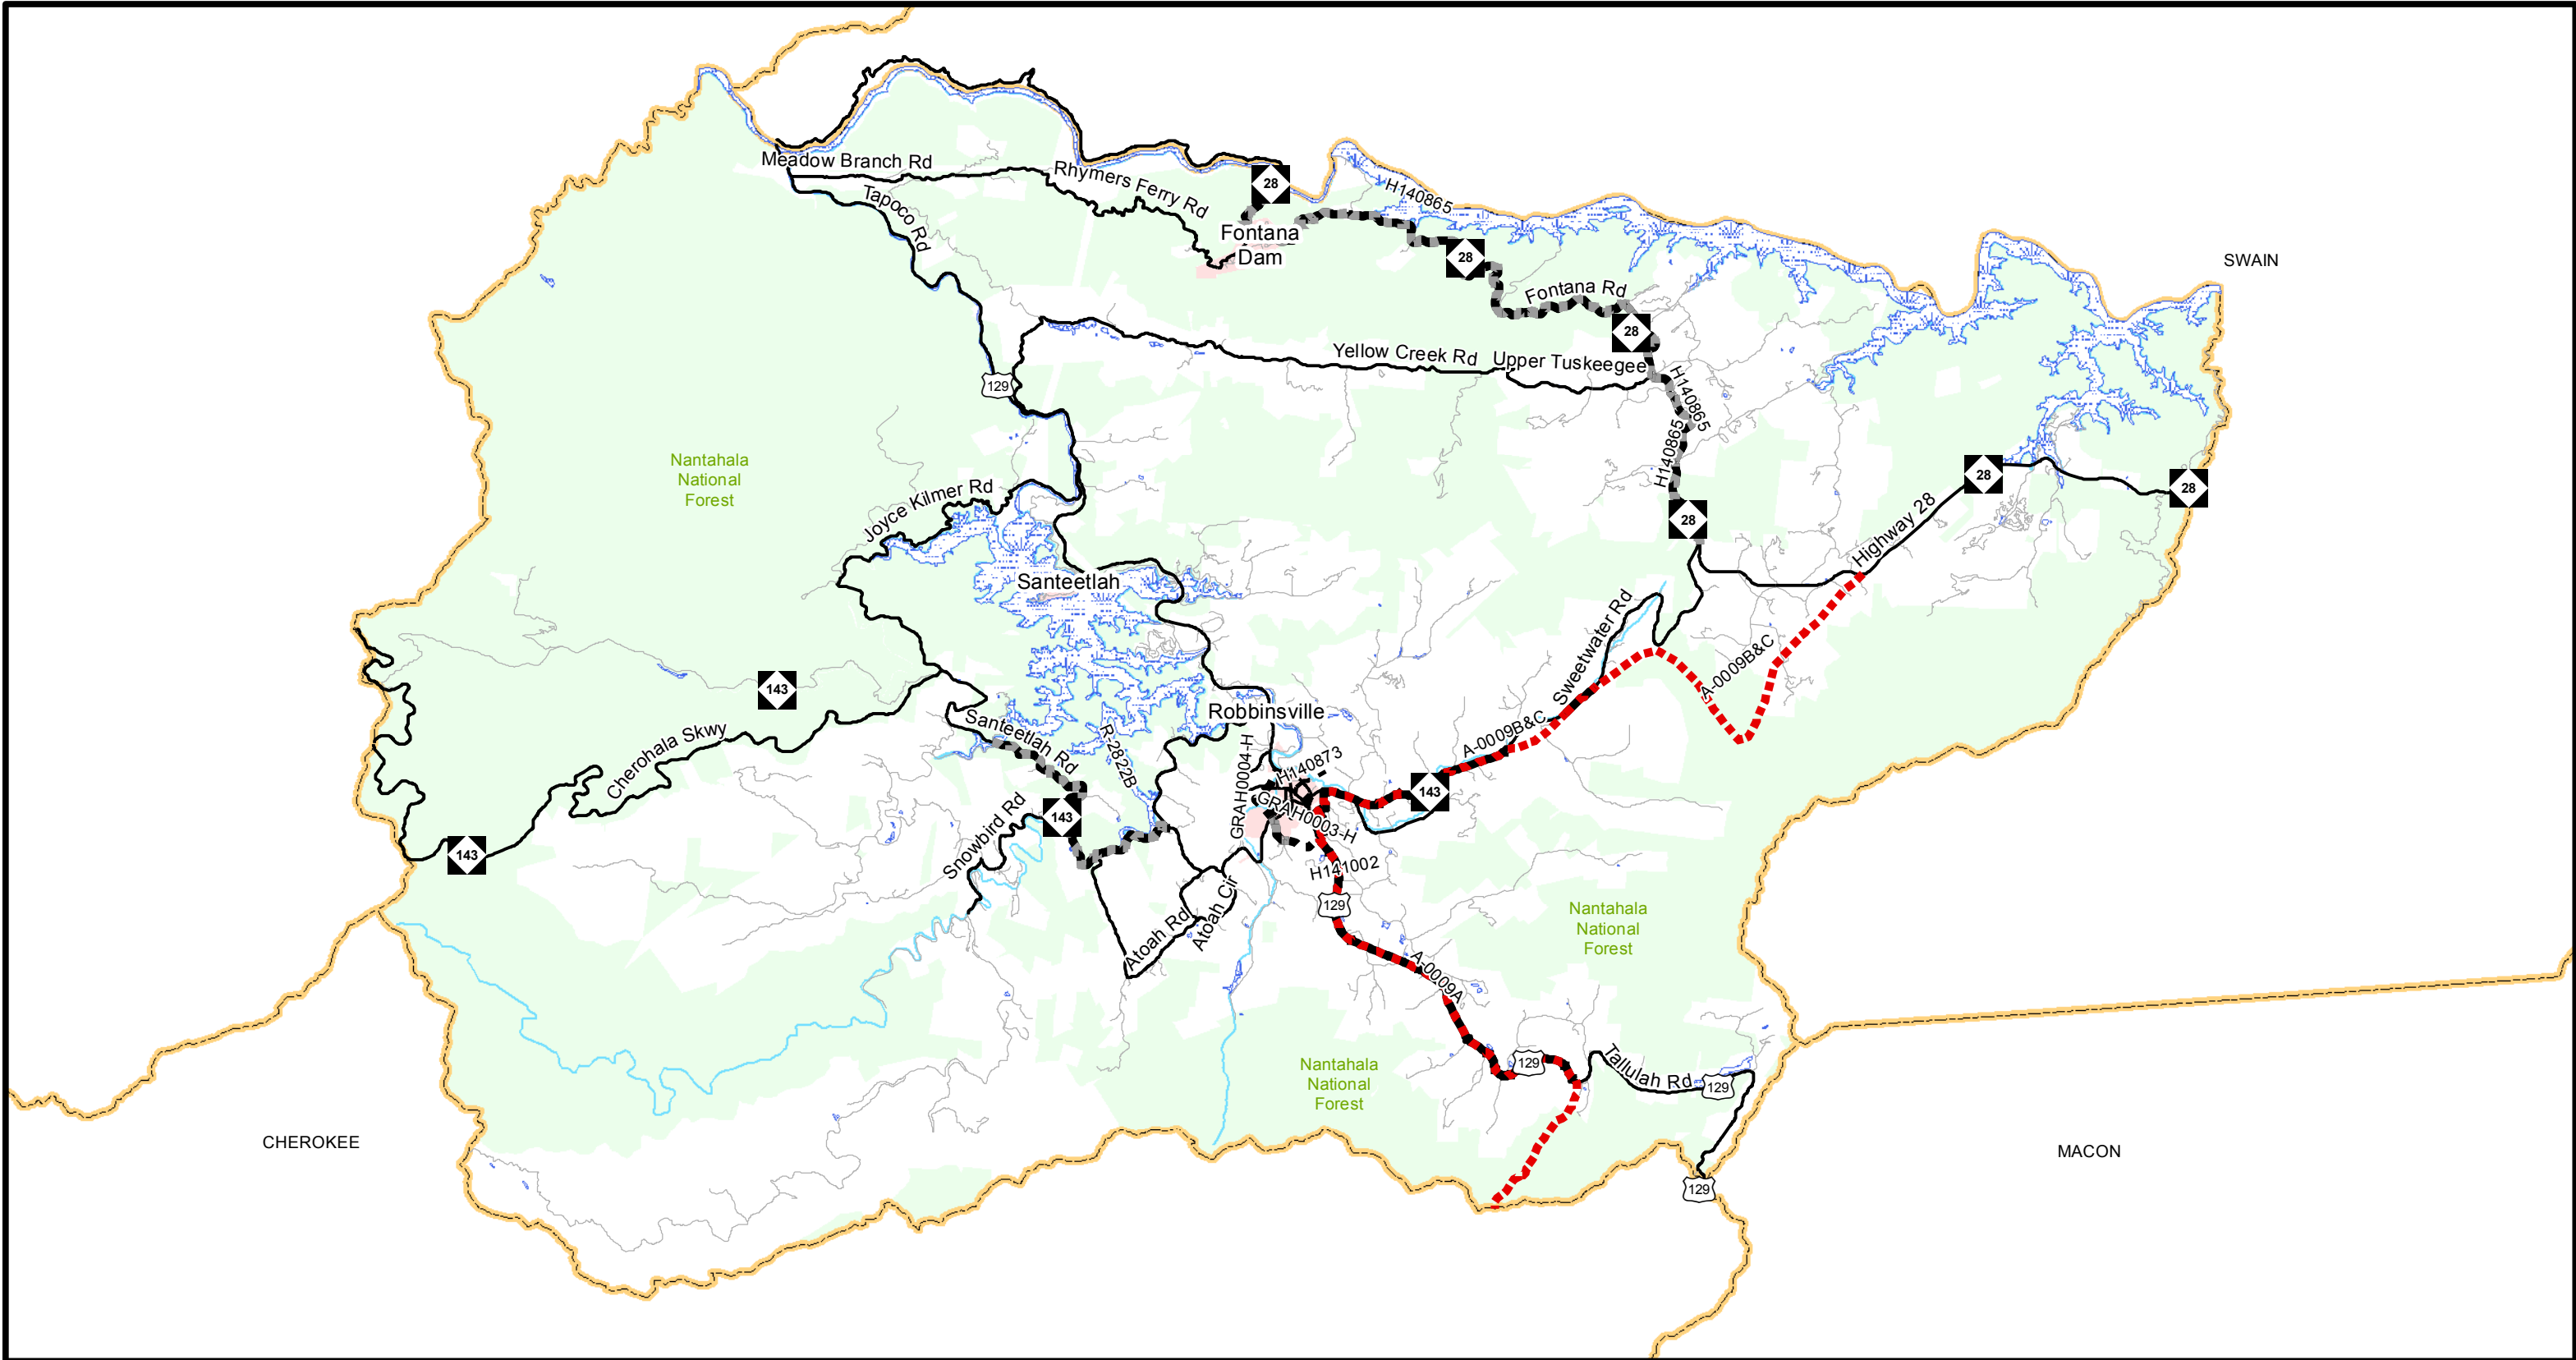 Meadow Branch Rd
Rhymers Ferry Rd
28
H140865
Tapoco Rd
Fontana
Dam
28
SWAIN
Fontana Rd
28
129
Yellow Creek Rd
Upper Tuskeegee
H140865
H140865
Nantahala
National
Forest
Joyce Kilmer Rd
28
28
28
Highway 28
Santeetlah
Sweetwater Rd
A-0009B&C
143
Santeetlah Rd
Robbinsville
Cherohala Skwy
R-2822B
GRAH0004-H
H140873
A-0009B&C
143
GRAH0003-H
Snowbird Rd
143
143
H141002
129
Atoah Rd
Atoah Cir
Nantahala
National
Forest
A-0009A
Nantahala
National
Forest
129
Tallulah Rd
129
CHEROKEE
MACON
129